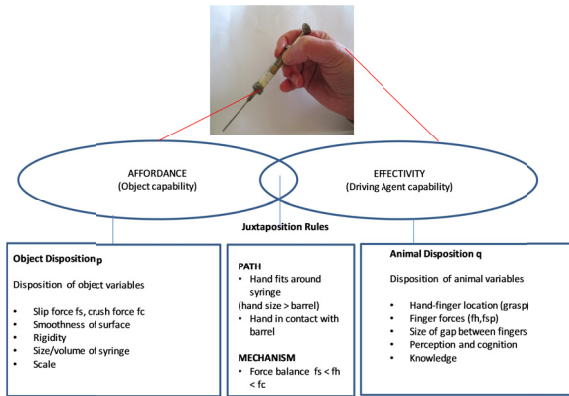 AFFORDANCE
(Object capability)
EFFECTIVITY
(Driving Agent capability)
Juxtaposition Rules
Object Disposition p
Disposition of object variables
• Slip force fs, crush force fc
• Smoothness of surface
• Rigidity
• Size/volume of syringe
• Scale
PATH
• Hand fits around
syringe
(hand size > barrel)
• Hand in contact with
barrel
MECHANISM
• Force balance fs < fh
< fc
Animal Disposition q
Disposition of animal variables
• Hand-finger location (grasp)
• Finger forces (fh,fsp)
• Size of gap between fingers
• Perception and cognition
• Knowledge